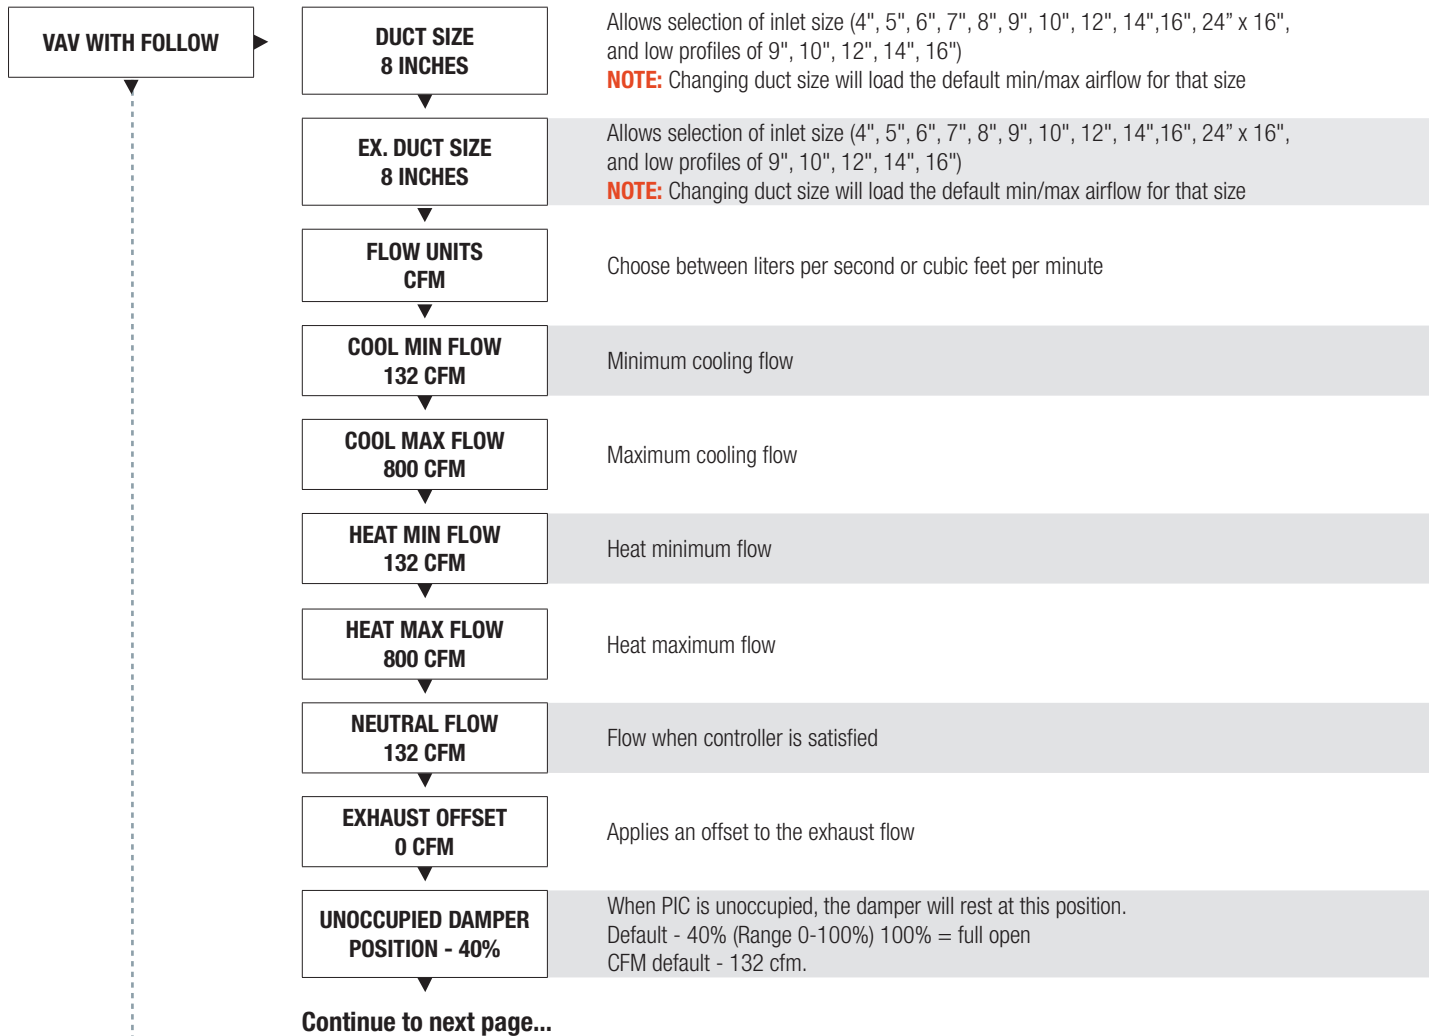 VAV WITH FOLLOW
DUCT SIZE
8 INCHES
Allows selection of inlet size (4", 5", 6", 7", 8", 9", 10", 12", 14",16", 24” x 16",
and low profiles of 9", 10", 12", 14", 16")
NOTE: Changing duct size will load the default min/max airflow for that size
EX. DUCT SIZE
8 INCHES
Allows selection of inlet size (4", 5", 6", 7", 8", 9", 10", 12", 14",16", 24” x 16",
and low profiles of 9", 10", 12", 14", 16")
NOTE: Changing duct size will load the default min/max airflow for that size
FLOW UNITS
CFM
Choose between liters per second or cubic feet per minute
COOL MIN FLOW
132 CFM
Minimum cooling flow
COOL MAX FLOW
800 CFM
Maximum cooling flow
HEAT MIN FLOW
132 CFM
Heat minimum flow
HEAT MAX FLOW
800 CFM
Heat maximum flow
NEUTRAL FLOW
132 CFM
Flow when controller is satisfied
EXHAUST OFFSET
0 CFM
Applies an offset to the exhaust flow
UNOCCUPIED DAMPER
POSITION - 40%
When PIC is unoccupied, the damper will rest at this position.
Default - 40% (Range 0-100%) 100% = full open
CFM default - 132 cfm.
Continue to next page...